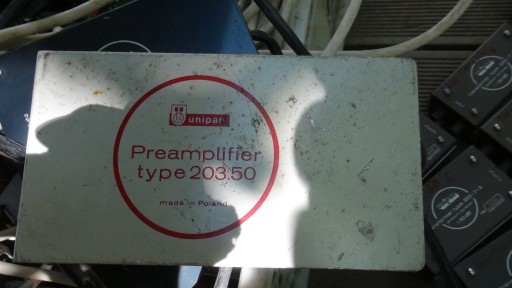 unipan
Preamplifier
type 203.50
made in Poland